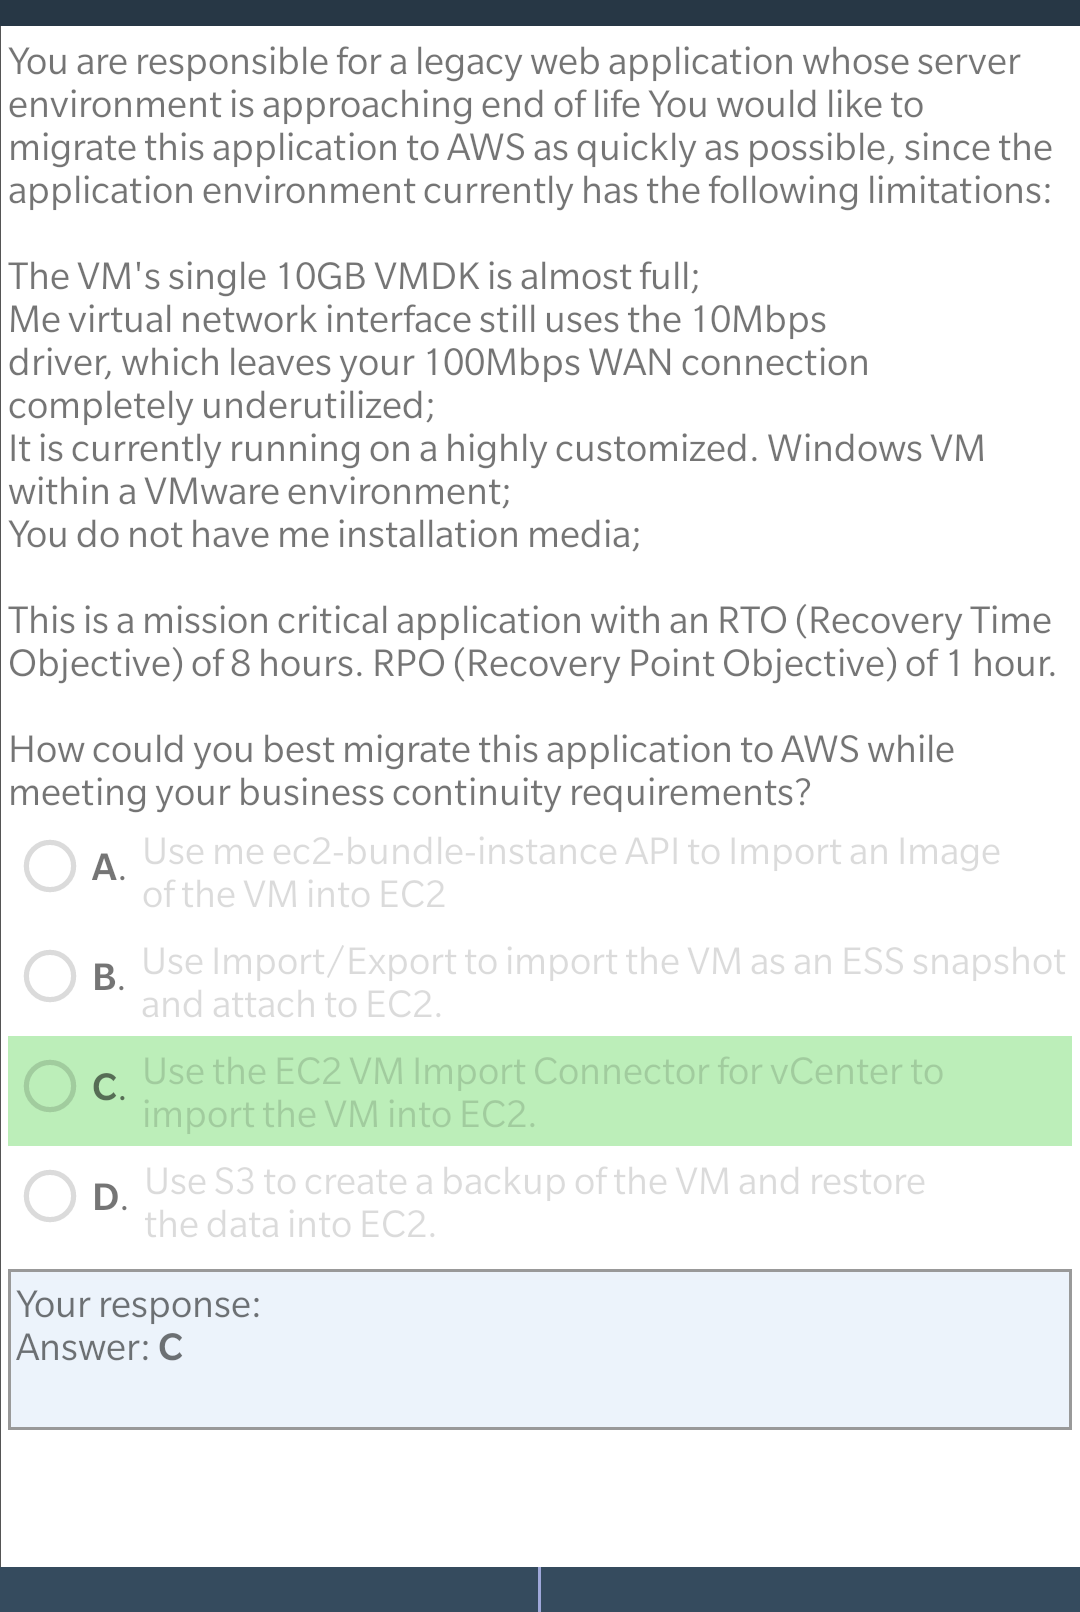 You are responsible for a legacy web application whose server
environment is approaching end of life You would like to
migrate this application to AWS as quickly as possible, since the
application environment currently has the following limitations:
The VM's single 10GB VMDK is almost full;
Me virtual network interface still uses the 10Mbps
driver, which leaves your 100Mbps WAN connection
completely underutilized;
It is currently running on a highly customized. Windows VM
within a VMware environment;
You do not have me installation media;
This is a mission critical application with an RTO (Recovery Time
Objective) of 8 hours. RPO (Recovery Point Objective) of 1 hour.
How could you best migrate this application to AWS while
meeting your business continuity requirements?
A. Use me ec2-bundle-instance API to Import an Image
of the VM into EC2
B. Use Import/Export to import the VM as an ESS snapshot
and attach to EC2.
C. Use the EC2 VM Import Connector for vCenter to
import the VM into EC2.
D. Use S3 to create a backup of the VM and restore
the data into EC2.
Your response:
Answer: C